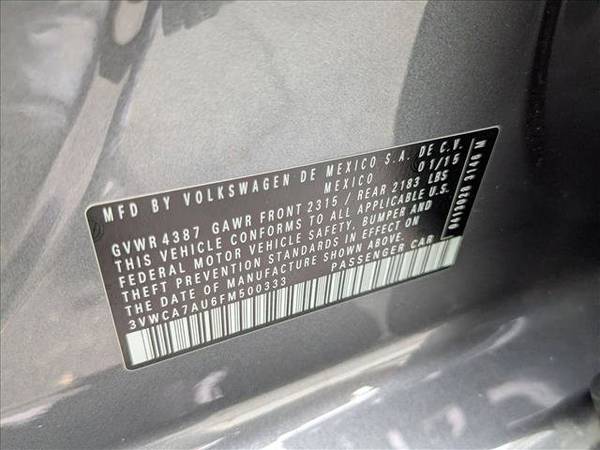 MFD BY VOLKSWAGEN DE MEXICO S.A. DE C.V.
MEXICO 01/15
GVWR 4387 GAWR FRONT 2315 / REAR 2183 LBS
THIS VEHICLE CONFORMS TO ALL APPLICABLE U.S.
FEDERAL MOTOR VEHICLE SAFETY, BUMPER AND
THEFT PREVENTION STANDARDS IN EFFECT ON
THE DATE OF MANUFACTURE SHOWN ABOVE.
3VWCA7AU6FM500333 PASSENGER CAR